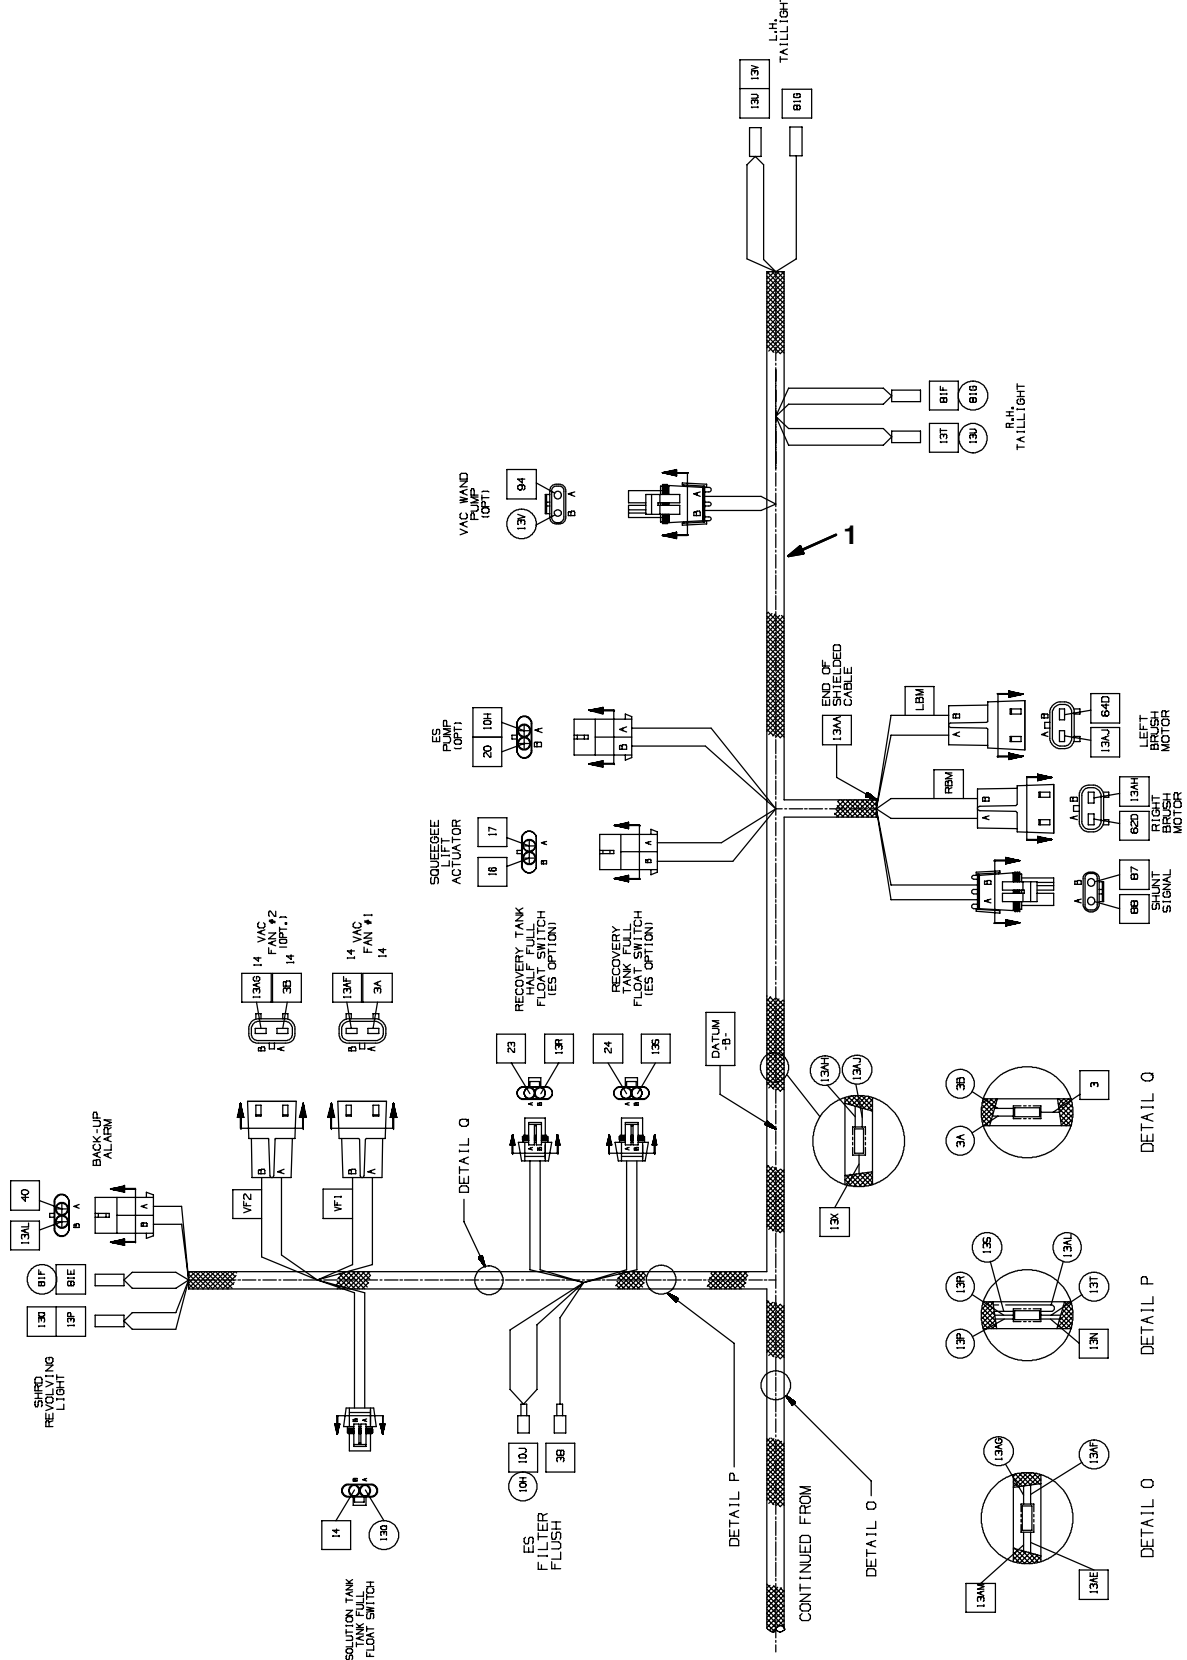 L.H.
TAILLIGHT
13U
13V
81G
VAC WAND
PUMP
(OPT)
13V
94
B
A
B
A
81F
81G
13T
13U
R.H.
TAILLIGHT
1
ES
PUMP
(OPT)
20
10H
B
A
B
A
SQUEEGEE
LIFT
ACTUATOR
16
17
B
A
B
A
13AA
END OF
SHIELDED
CABLE
LBM
A
B
A
B
13AJ
64D
LEFT
BRUSH
MOTOR
RBM
A
B
A
B
62D
13AH
RIGHT
BRUSH
MOTOR
A
B
A
B
88
87
SHUNT
SIGNAL
14 VAC
FAN #2
(OPT.)
14
13AG
3B
B
A
14 VAC
FAN #1
14
13AF
3A
B
A
RECOVERY TANK
HALF FULL
FLOAT SWITCH
(ES OPTION)
23
13R
A
B
A
B
RECOVERY
TANK FULL
FLOAT SWITCH
(ES OPTION)
24
13S
A
B
A
B
DATUM
-B-
BACK-UP
ALARM
13AL
40
B
A
B
A
81F
81E
13Q
13P
SHRD
REVOLVING
LIGHT
VF2
B
A
VF1
B
A
DETAIL Q
B
A
B
A
14
13Q
SOLUTION TANK
TANK FULL
FLOAT SWITCH
10J
10H
38
ES
FILTER
FLUSH
DETAIL P
DETAIL O
CONTINUED FROM
13AH
13AJ
13X
3B
3A
3
DETAIL Q
13R
13S
13P
13AL
13T
13N
DETAIL P
13AG
13AF
13AM
13AE
DETAIL O